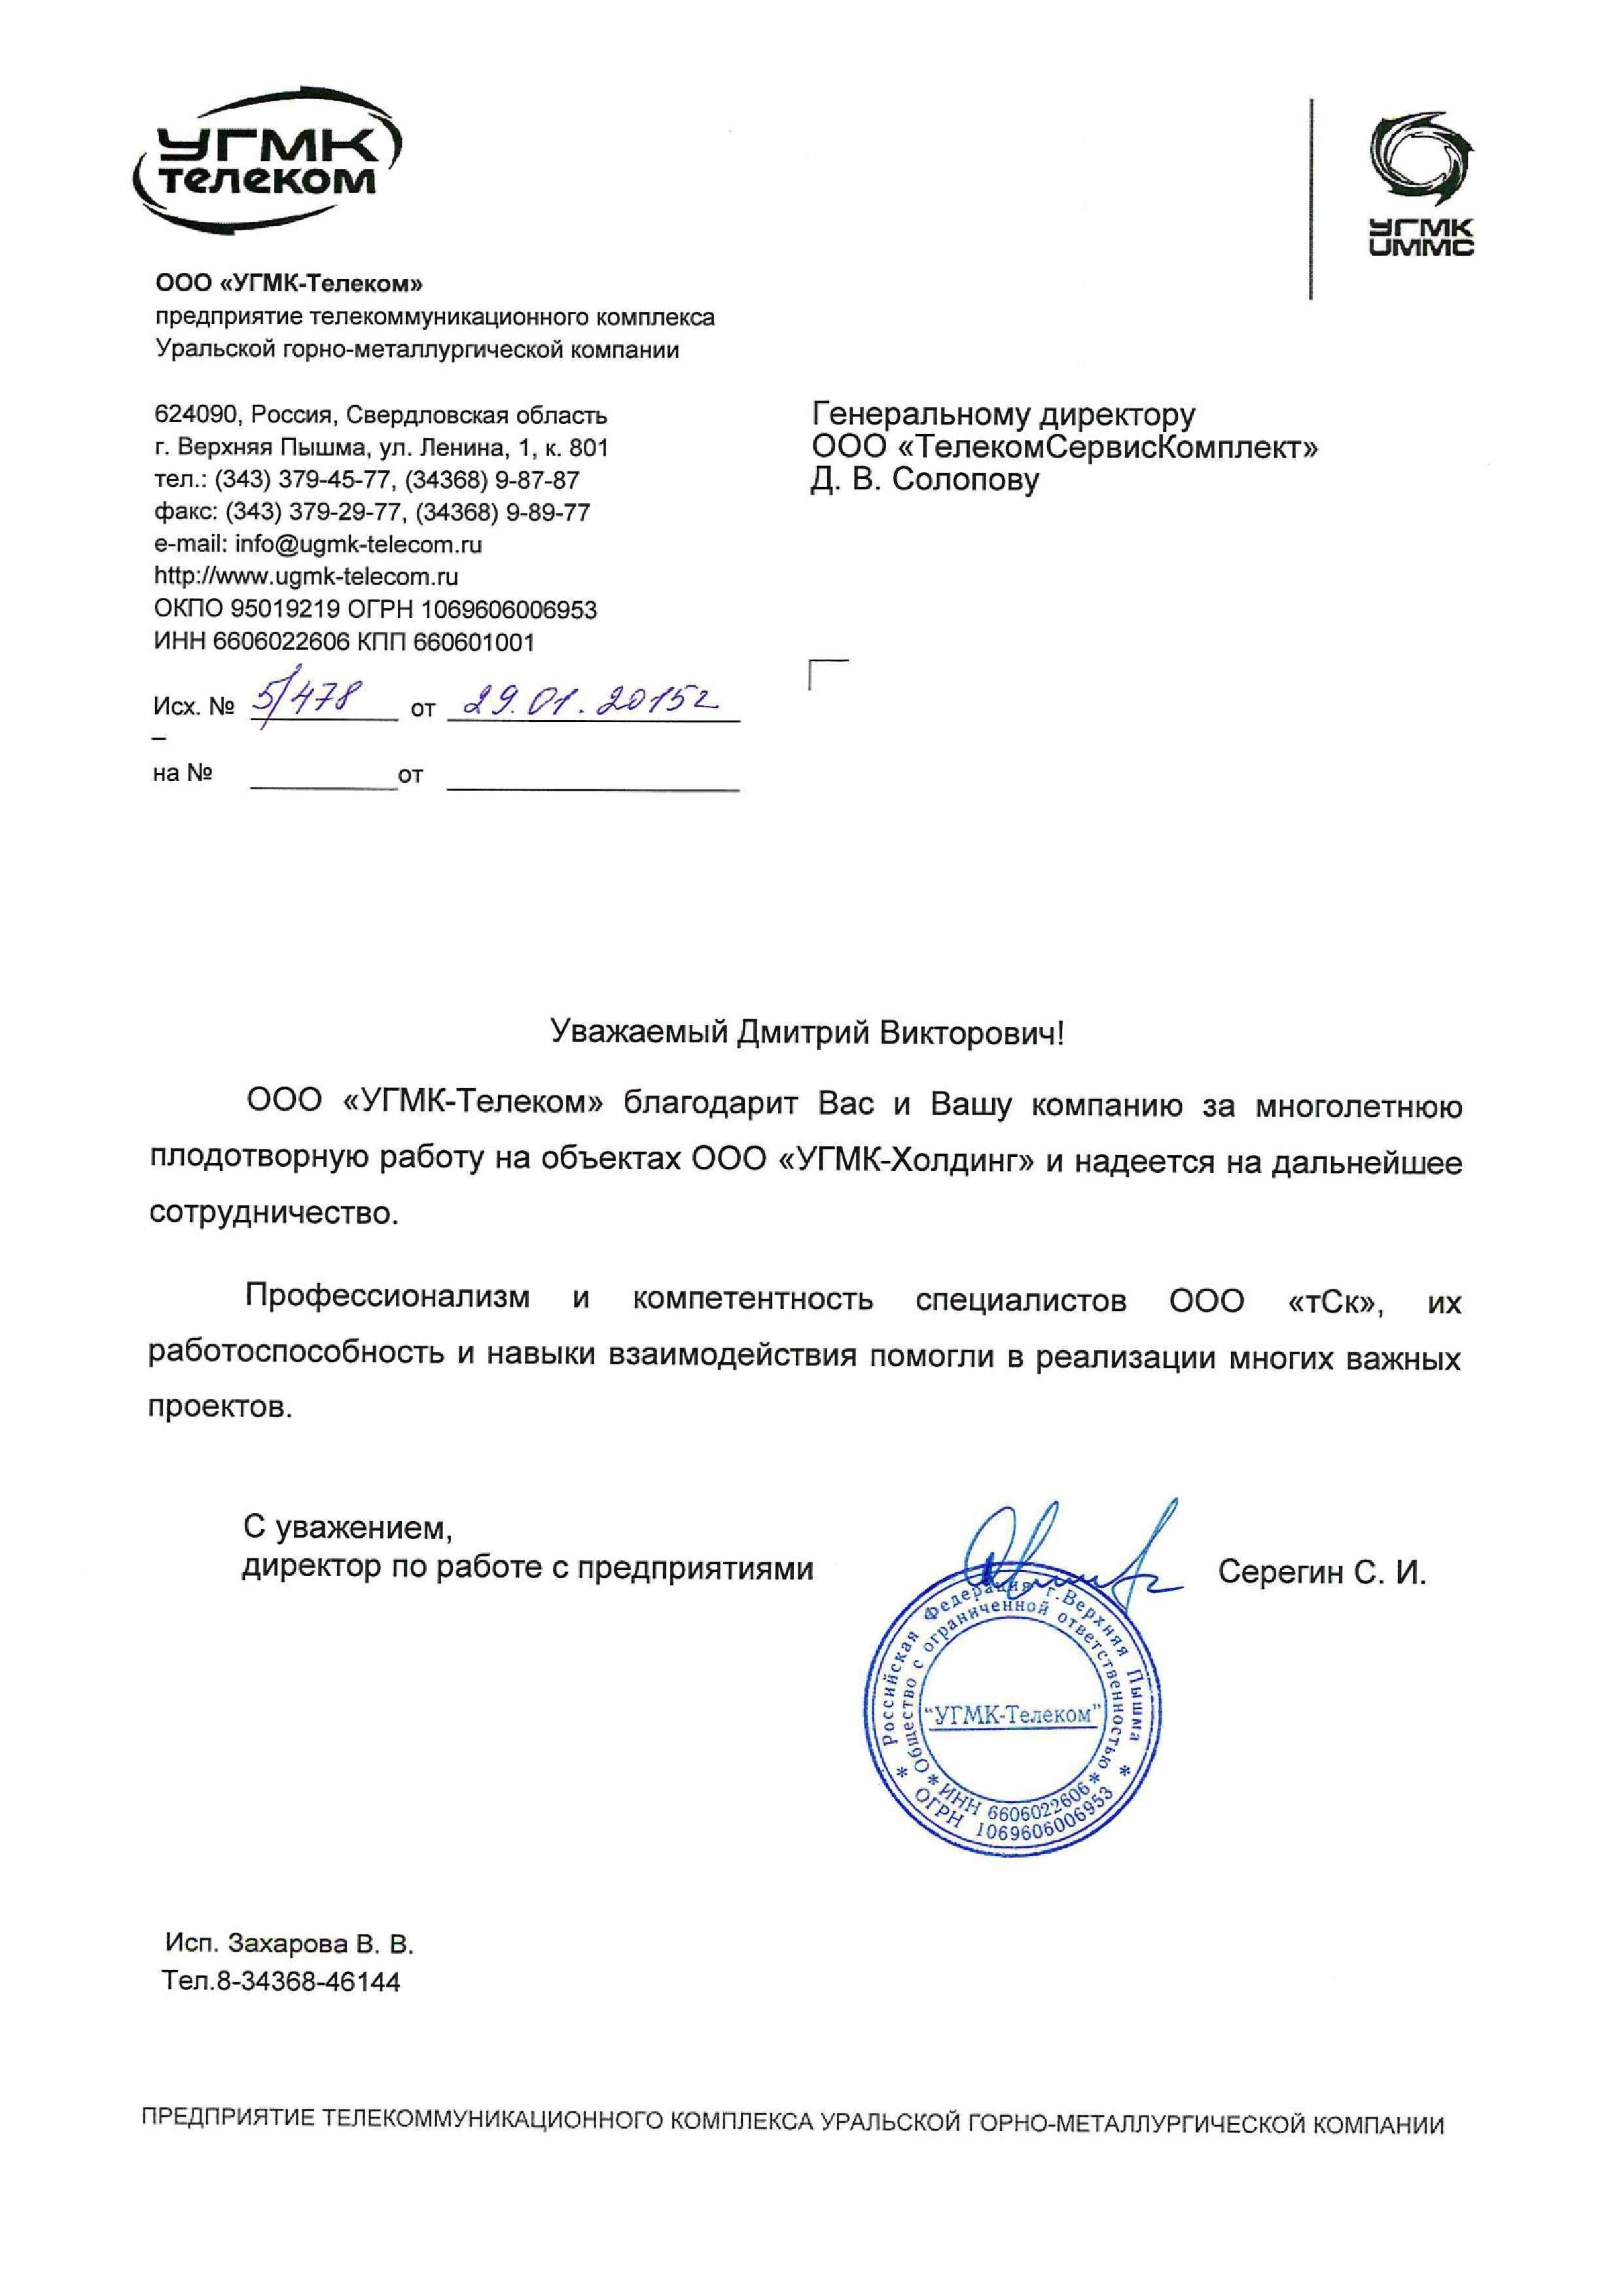 УГМК
телеком
УГМК
UMMC
ООО «УГМК-Телеком»
предприятие телекоммуникационного комплекса
Уральской горно-металлургической компании
624090, Россия, Свердловская область
г. Верхняя Пышма, ул. Ленина, 1, к. 801
тел.: (343) 379-45-77, (34368) 9-87-87
факс: (343) 379-29-77, (34368) 9-89-77
e-mail: info@ugmk-telecom.ru
http://www.ugmk-telecom.ru
ОКПО 95019219 ОГРН 1069606006953
ИНН 6606022606 КПП 660601001
Исх. № 5/478 от 29.01.2015г
на № от
Генеральному директору
ООО «ТелекомСервисКомплект»
Д. В. Солопову
Уважаемый Дмитрий Викторович!
ООО «УГМК-Телеком» благодарит Вас и Вашу компанию за многолетнюю
плодотворную работу на объектах ООО «УГМК-Холдинг» и надеется на дальнейшее
сотрудничество.
Профессионализм и компетентность специалистов ООО «тСк», их
работоспособность и навыки взаимодействия помогли в реализации многих важных
проектов.
С уважением,
директор по работе с предприятиями
Серегин С. И.
Российская Федерация г.Верхняя Пышма
* ОГРН 1069606006953 *
Общество с ограниченной ответственностью
* ИНН 6606022606 *
"УГМК-Телеком"
Исп. Захарова В. В.
Тел.8-34368-46144
ПРЕДПРИЯТИЕ ТЕЛЕКОММУНИКАЦИОННОГО КОМПЛЕКСА УРАЛЬСКОЙ ГОРНО-МЕТАЛЛУРГИЧЕСКОЙ КОМПАНИИ